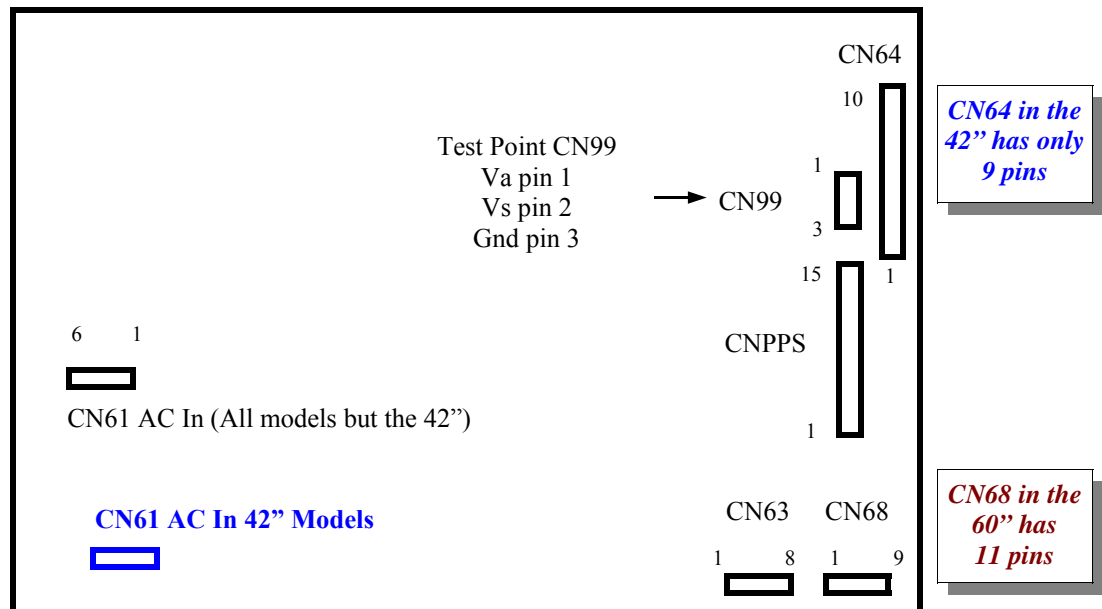 CN64
10
CN64 in the
42” has only
9 pins
Test Point CN99
Va pin 1
Vs pin 2
Gnd pin 3
1
CN99
3
15
1
6 1
CNPPS
CN61 AC In (All models but the 42”)
1
CN61 AC In 42” Models
CN63 CN68
1 8 1 9
CN68 in the
60” has
11 pins